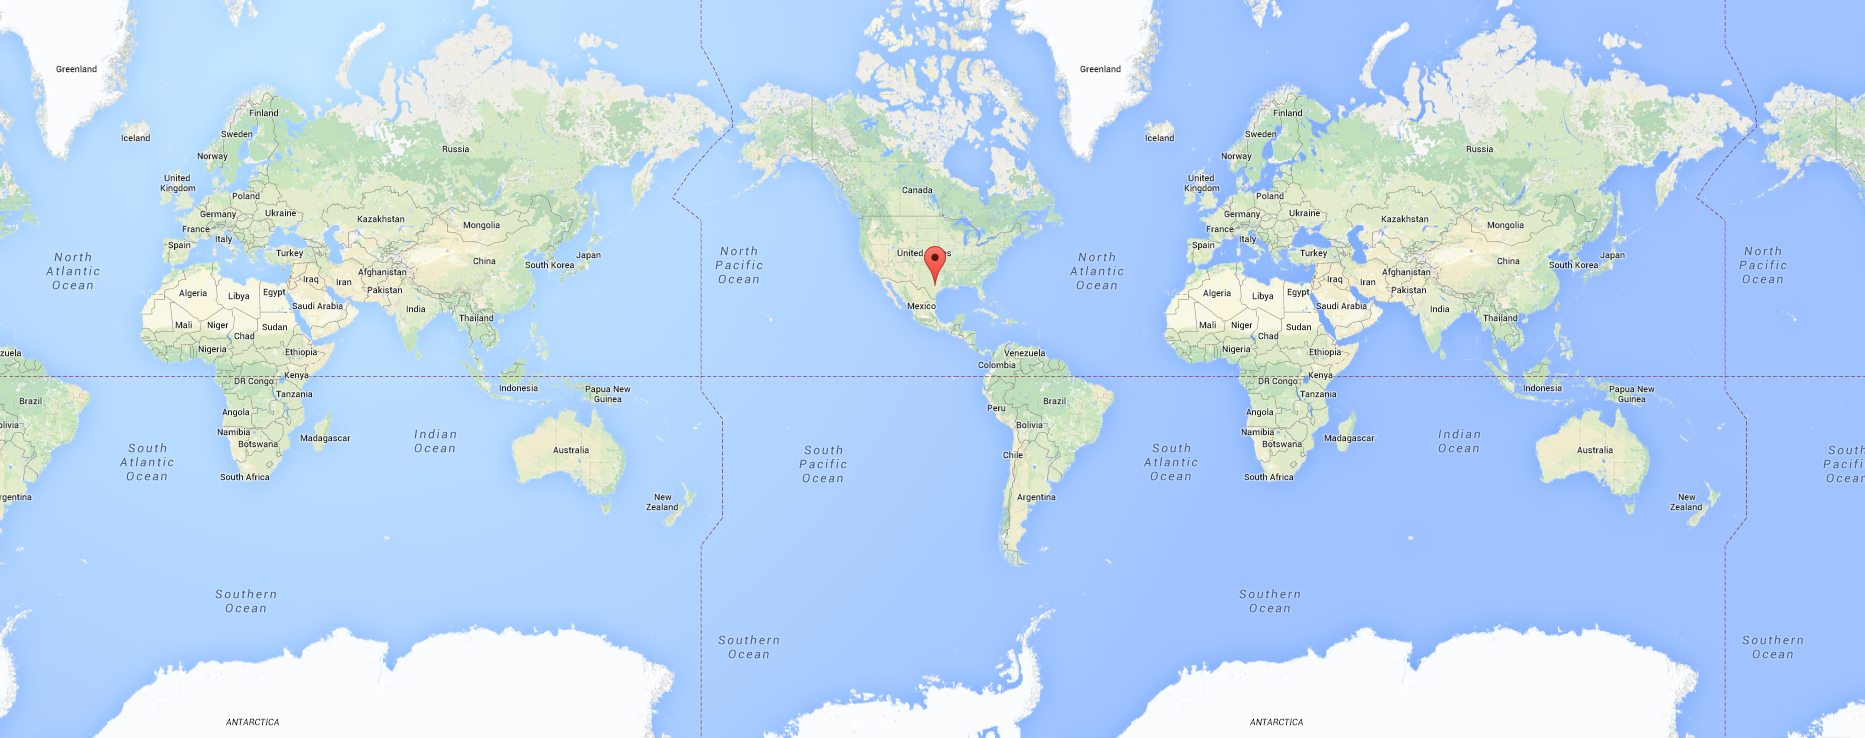 Greenland
Greenland
Finland
Finland
Iceland
Sweden
Iceland
Sweden
Russia
Russia
Norway
Norway
United
Kingdom
Canada
United
Kingdom
Poland
Poland
Germany
Ukraine
Kazakhstan
Mongolia
Germany
Ukraine
Kazakhstan
Mongolia
France
France
Italy
Italy
Spain
Turkey
Japan
Spain
Turkey
Japan
North
Atlantic
Ocean
China
South Korea
North
Pacific
Ocean
United
es
North
Atlantic
Ocean
China
South Korea
North
Pacific
Ocean
Afghanistan
Afghanistan
Iraq
Iran
Iraq
Iran
Pakistan
Pakistan
Algeria
Libya
Egypt
Algeria
Libya
Egypt
Saudi Arabia
India
Mexico
Saudi Arabia
India
Mali
Niger
Sudan
Thailand
Mali
Niger
Sudan
Thailand
Chad
Chad
Nigeria
Ethiopia
Nigeria
Ethiopia
zuela
Venezuela
Colombia
Kenya
Kenya
DR Congo
DR Congo
Indonesia
Indonesia
Tanzania
Papua New
Guinea
Tanzania
Papua New
Guinea
Brazil
Brazil
Peru
Angola
Angola
livia
Bolivia
Namibia
Namibia
Madagascar
Madagascar
Botswana
Botswana
Indian
Ocean
Indian
Ocean
South
Atlantic
Ocean
Australia
South
Pacific
Ocean
Chile
South
Atlantic
Ocean
Australia
South
Pacific
Ocean
South Africa
South Africa
rgentina
New
Zealand
Argentina
New
Zealand
Southern
Ocean
Southern
Ocean
Southern
Ocean
Southern
Ocean
ANTARCTICA
ANTARCTICA